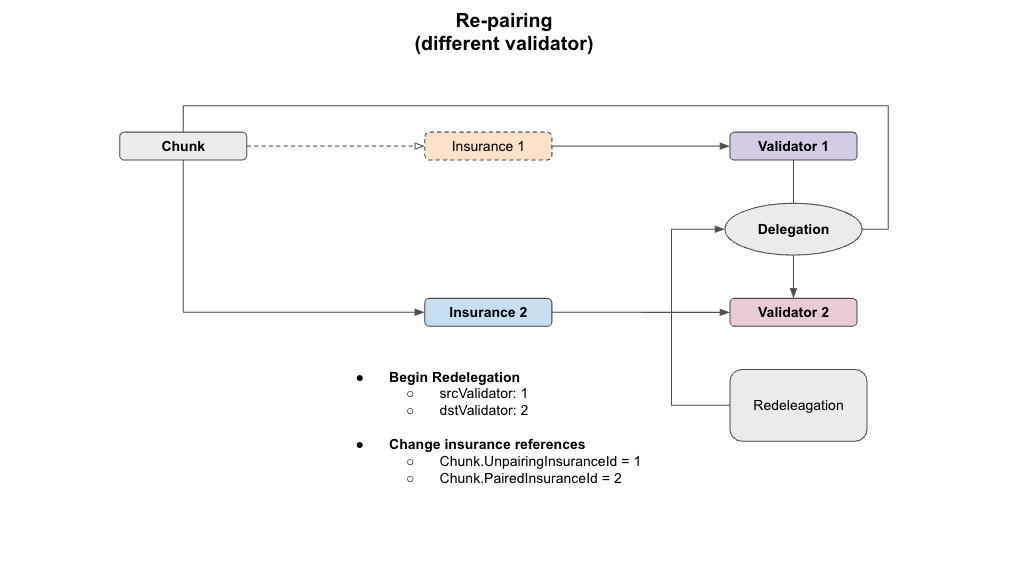 Re-pairing
(different validator)
Chunk
Insurance 1
Validator 1
Delegation
Insurance 2
Validator 2
● Begin Redelegation
○ srcValidator: 1
○ dstValidator: 2
Redeleagation
● Change insurance references
○ Chunk.UnpairingInsuranceId = 1
○ Chunk.PairedInsuranceId = 2